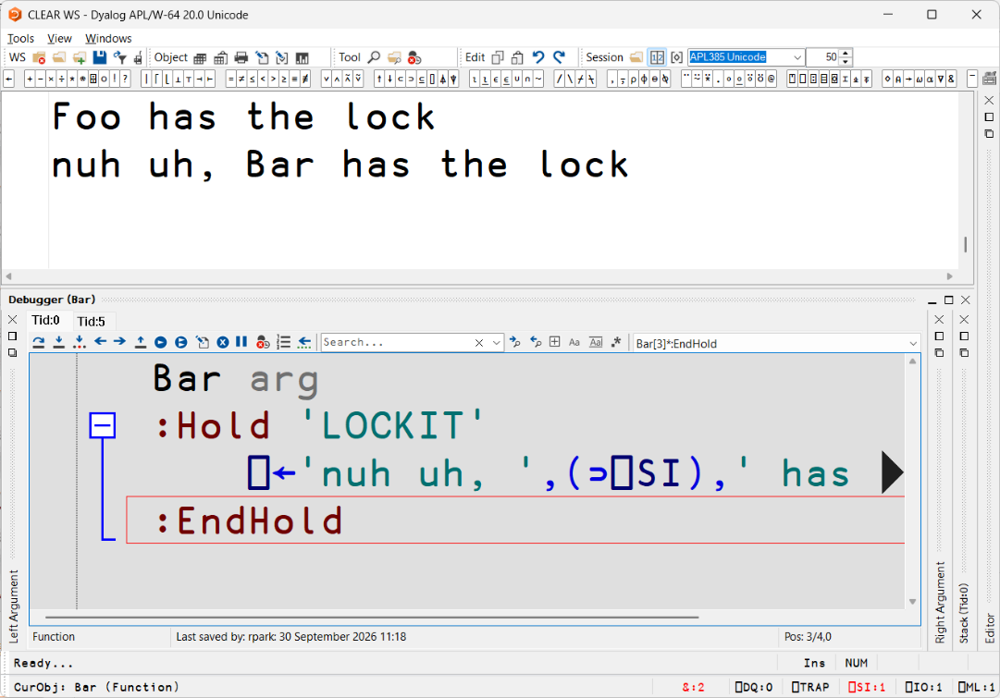 CLEAR WS - Dyalog APL/W-64 20.0 Unicode
Tools View Windows
WS Object Tool Edit Session APL385 Unicode 50
Foo has the lock
nuh uh, Bar has the lock
Debugger (Bar)
Tid:0 Tid:5
Search... Aa Aa Bar[3]*:EndHold
Bar arg
:Hold 'LOCKIT'
⎕←'nuh uh, ',(⊃⎕SI),' has
:EndHold
Left Argument
Right Argument
Stack (Tid:0)
Editor
Function Last saved by: rpark: 30 September 2026 11:18 Pos: 3/4,0
Ready... Ins NUM
CurObj: Bar (Function) &:2 ⎕DQ:0 ⎕TRAP ⎕SI:1 ⎕IO:1 ⎕ML:1